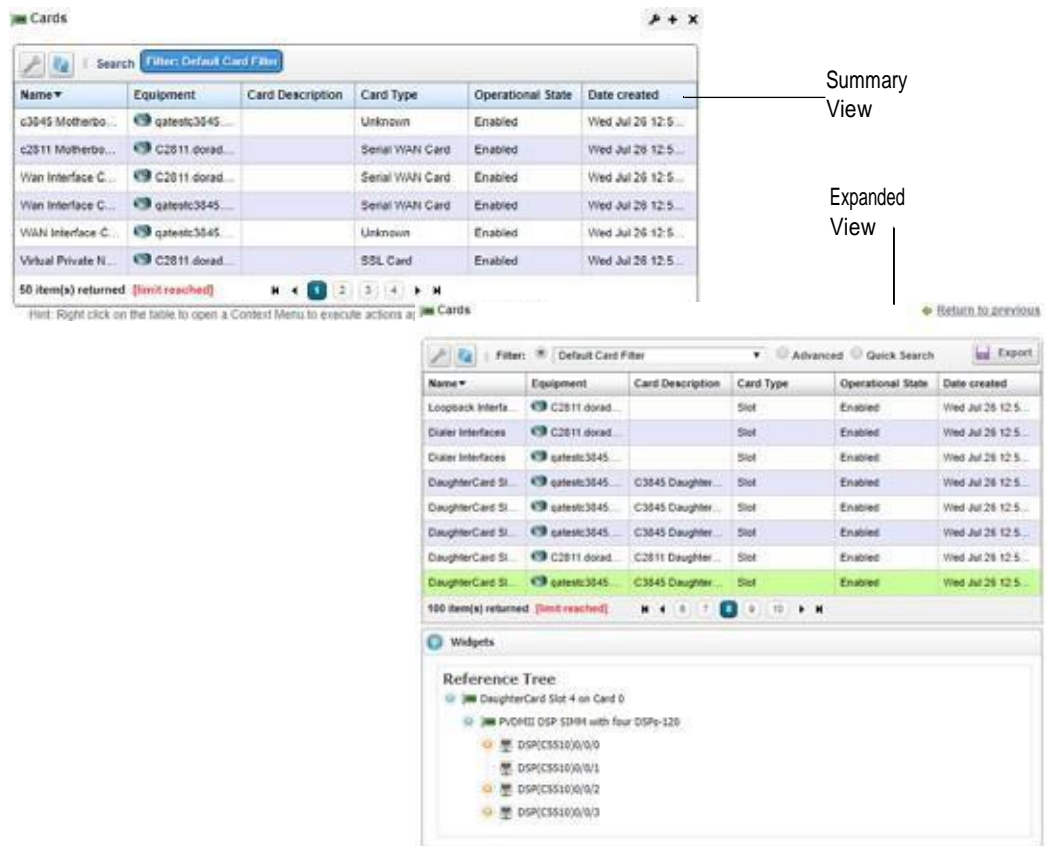 Cards
Search Filter: Default Card Filter
Name Equipment Card Description Card Type Operational State Date created
c3845 Motherbo... qatestc3845.... Unknown Enabled Wed Jul 26 12:5...
c2811 Motherbo... C2811.dorad... Serial WAN Card Enabled Wed Jul 26 12:5...
Wan Interface C... C2811.dorad... Serial WAN Card Enabled Wed Jul 26 12:5...
Wan Interface C... qatestc3845.... Serial WAN Card Enabled Wed Jul 26 12:5...
WAN Interface C... qatestc3845.... Unknown Enabled Wed Jul 26 12:5...
Virtual Private N... C2811.dorad... SSL Card Enabled Wed Jul 26 12:5...
50 item(s) returned [limit reached] 1 2 3 4
Hint: Right click on the table to open a Context Menu to execute actions a
Summary
View
Expanded
View
Cards Return to previous
Filter: Default Card Filter Advanced Quick Search Export
Name Equipment Card Description Card Type Operational State Date created
Loopback Interfa... C2811.dorad... Slot Enabled Wed Jul 26 12:5...
Dialer Interfaces C2811.dorad... Slot Enabled Wed Jul 26 12:5...
Dialer Interfaces qatestc3845.... Slot Enabled Wed Jul 26 12:5...
DaughterCard Sl... qatestc3845.... C3845 Daughter... Slot Enabled Wed Jul 26 12:5...
DaughterCard Sl... qatestc3845.... C3845 Daughter... Slot Enabled Wed Jul 26 12:5...
DaughterCard Sl... qatestc3845.... C3845 Daughter... Slot Enabled Wed Jul 26 12:5...
DaughterCard Sl... C2811.dorad... C2811 Daughter... Slot Enabled Wed Jul 26 12:5...
DaughterCard Sl... qatestc3845.... C3845 Daughter... Slot Enabled Wed Jul 26 12:5...
100 item(s) returned [limit reached] 6 7 8 9 10
Widgets
Reference Tree
DaughterCard Slot 4 on Card 0
PVDMII DSP SIMM with four DSPs-120
DSP(C5510)0/0/0
DSP(C5510)0/0/1
DSP(C5510)0/0/2
DSP(C5510)0/0/3